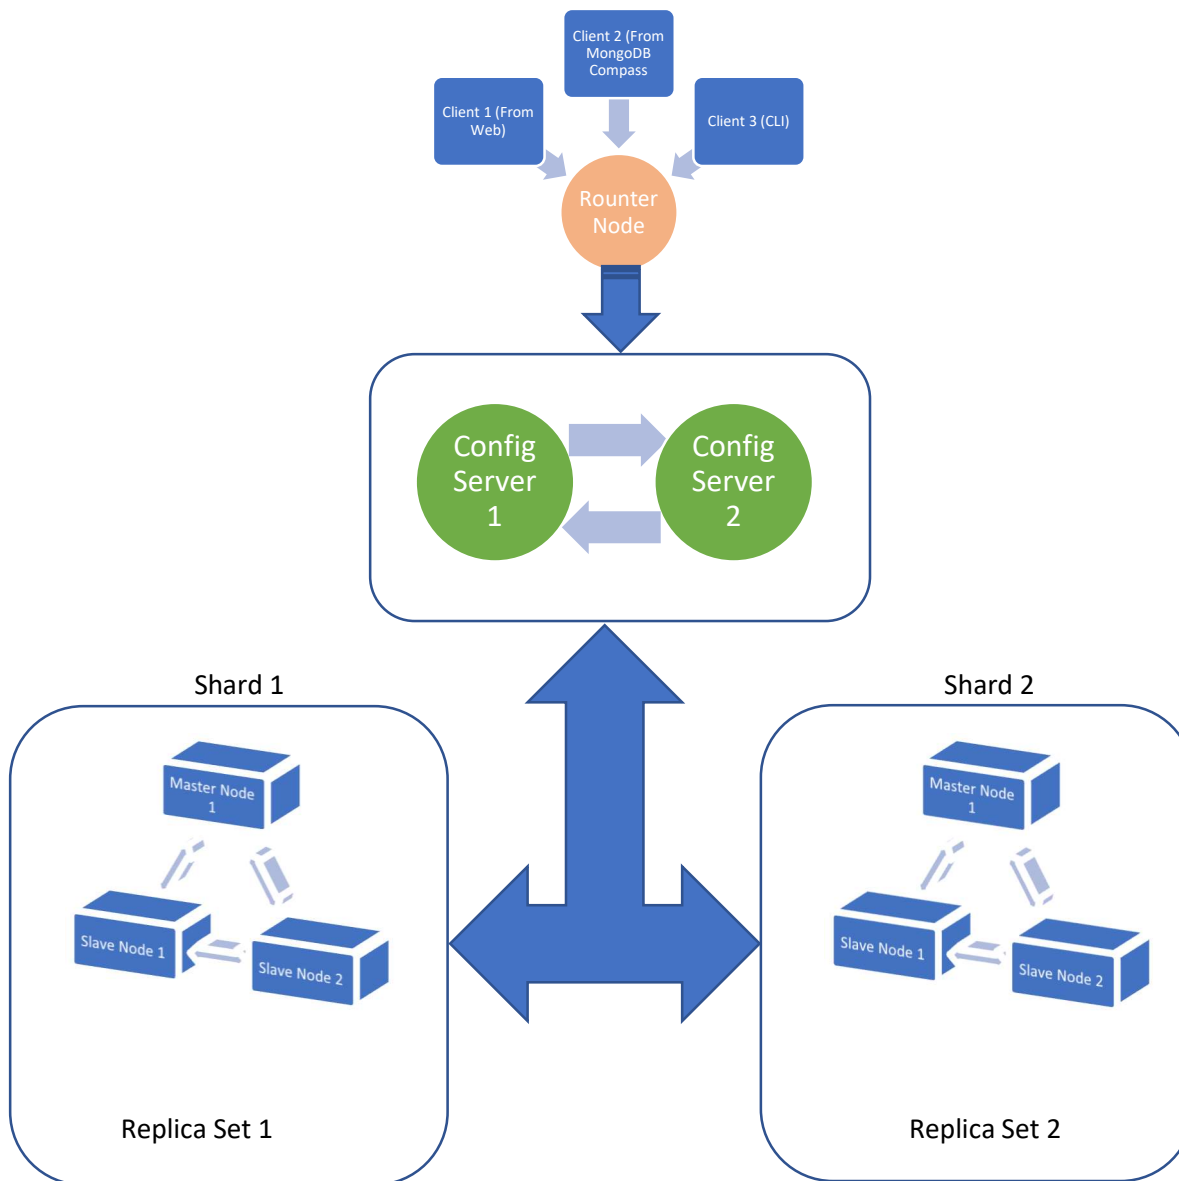 Client 2 (From
MongoDB
Compass
Client 1 (From
Web)
Client 3 (CLI)
Rounter
Node
Config
Server
1
Config
Server
2
Shard 1
Shard 2
Master Node
1
Slave Node 1
Slave Node 2
Master Node
1
Slave Node 1
Slave Node 2
Replica Set 1
Replica Set 2